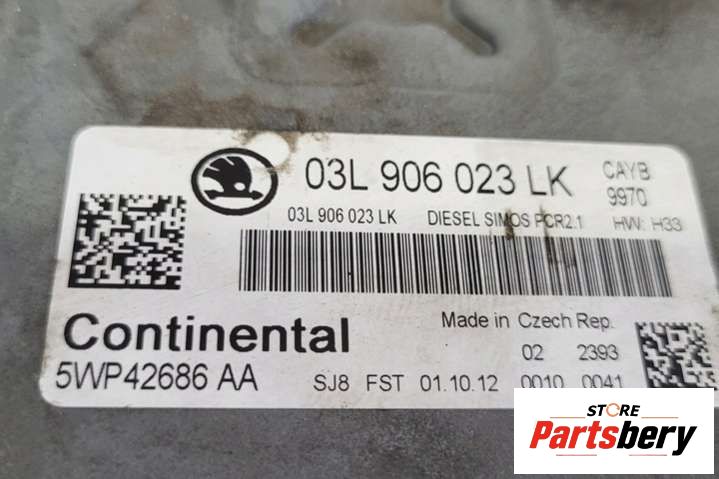 03L 906 023 LK CAYB
9970
03L 906 023 LK DIESEL SIMOS PCR2.1 HW: H33
Continental Made in Czech Rep.
02 2393
5WP42686 AA SJ8 FST 01.10.12 0010 0041
STORE
Partsbery